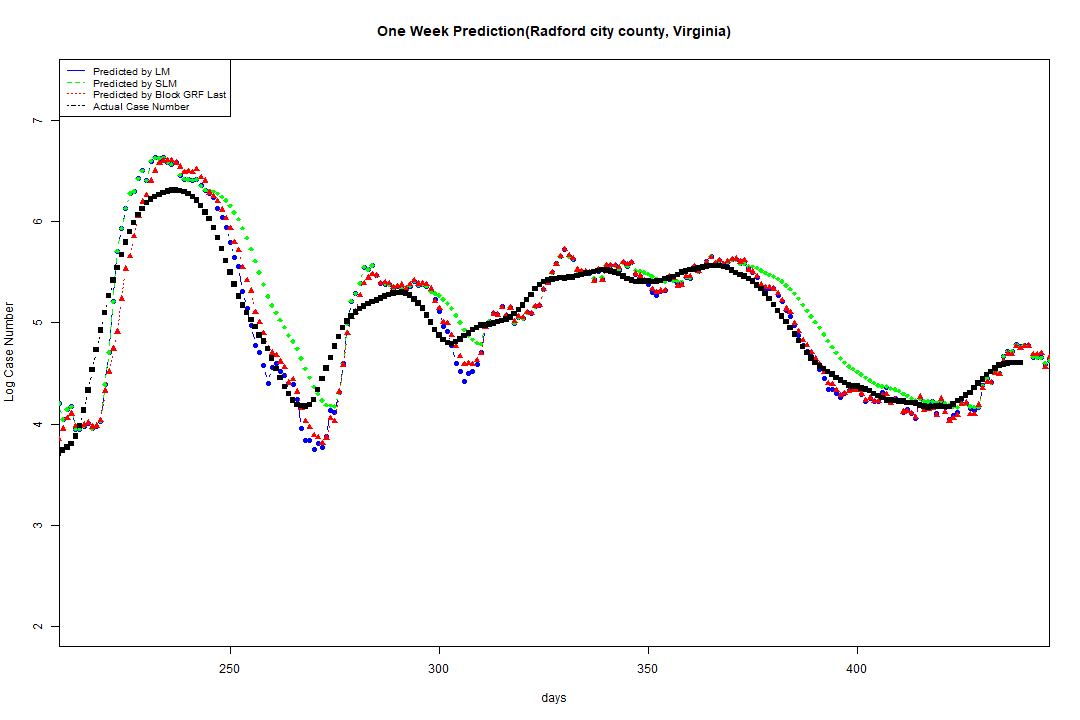 One Week Prediction(Radford city county, Virginia)
Predicted by LM
Predicted by SLM
Predicted by Block GRF Last
Actual Case Number
Log Case Number
7
6
5
4
3
2
250 300 350 400
days